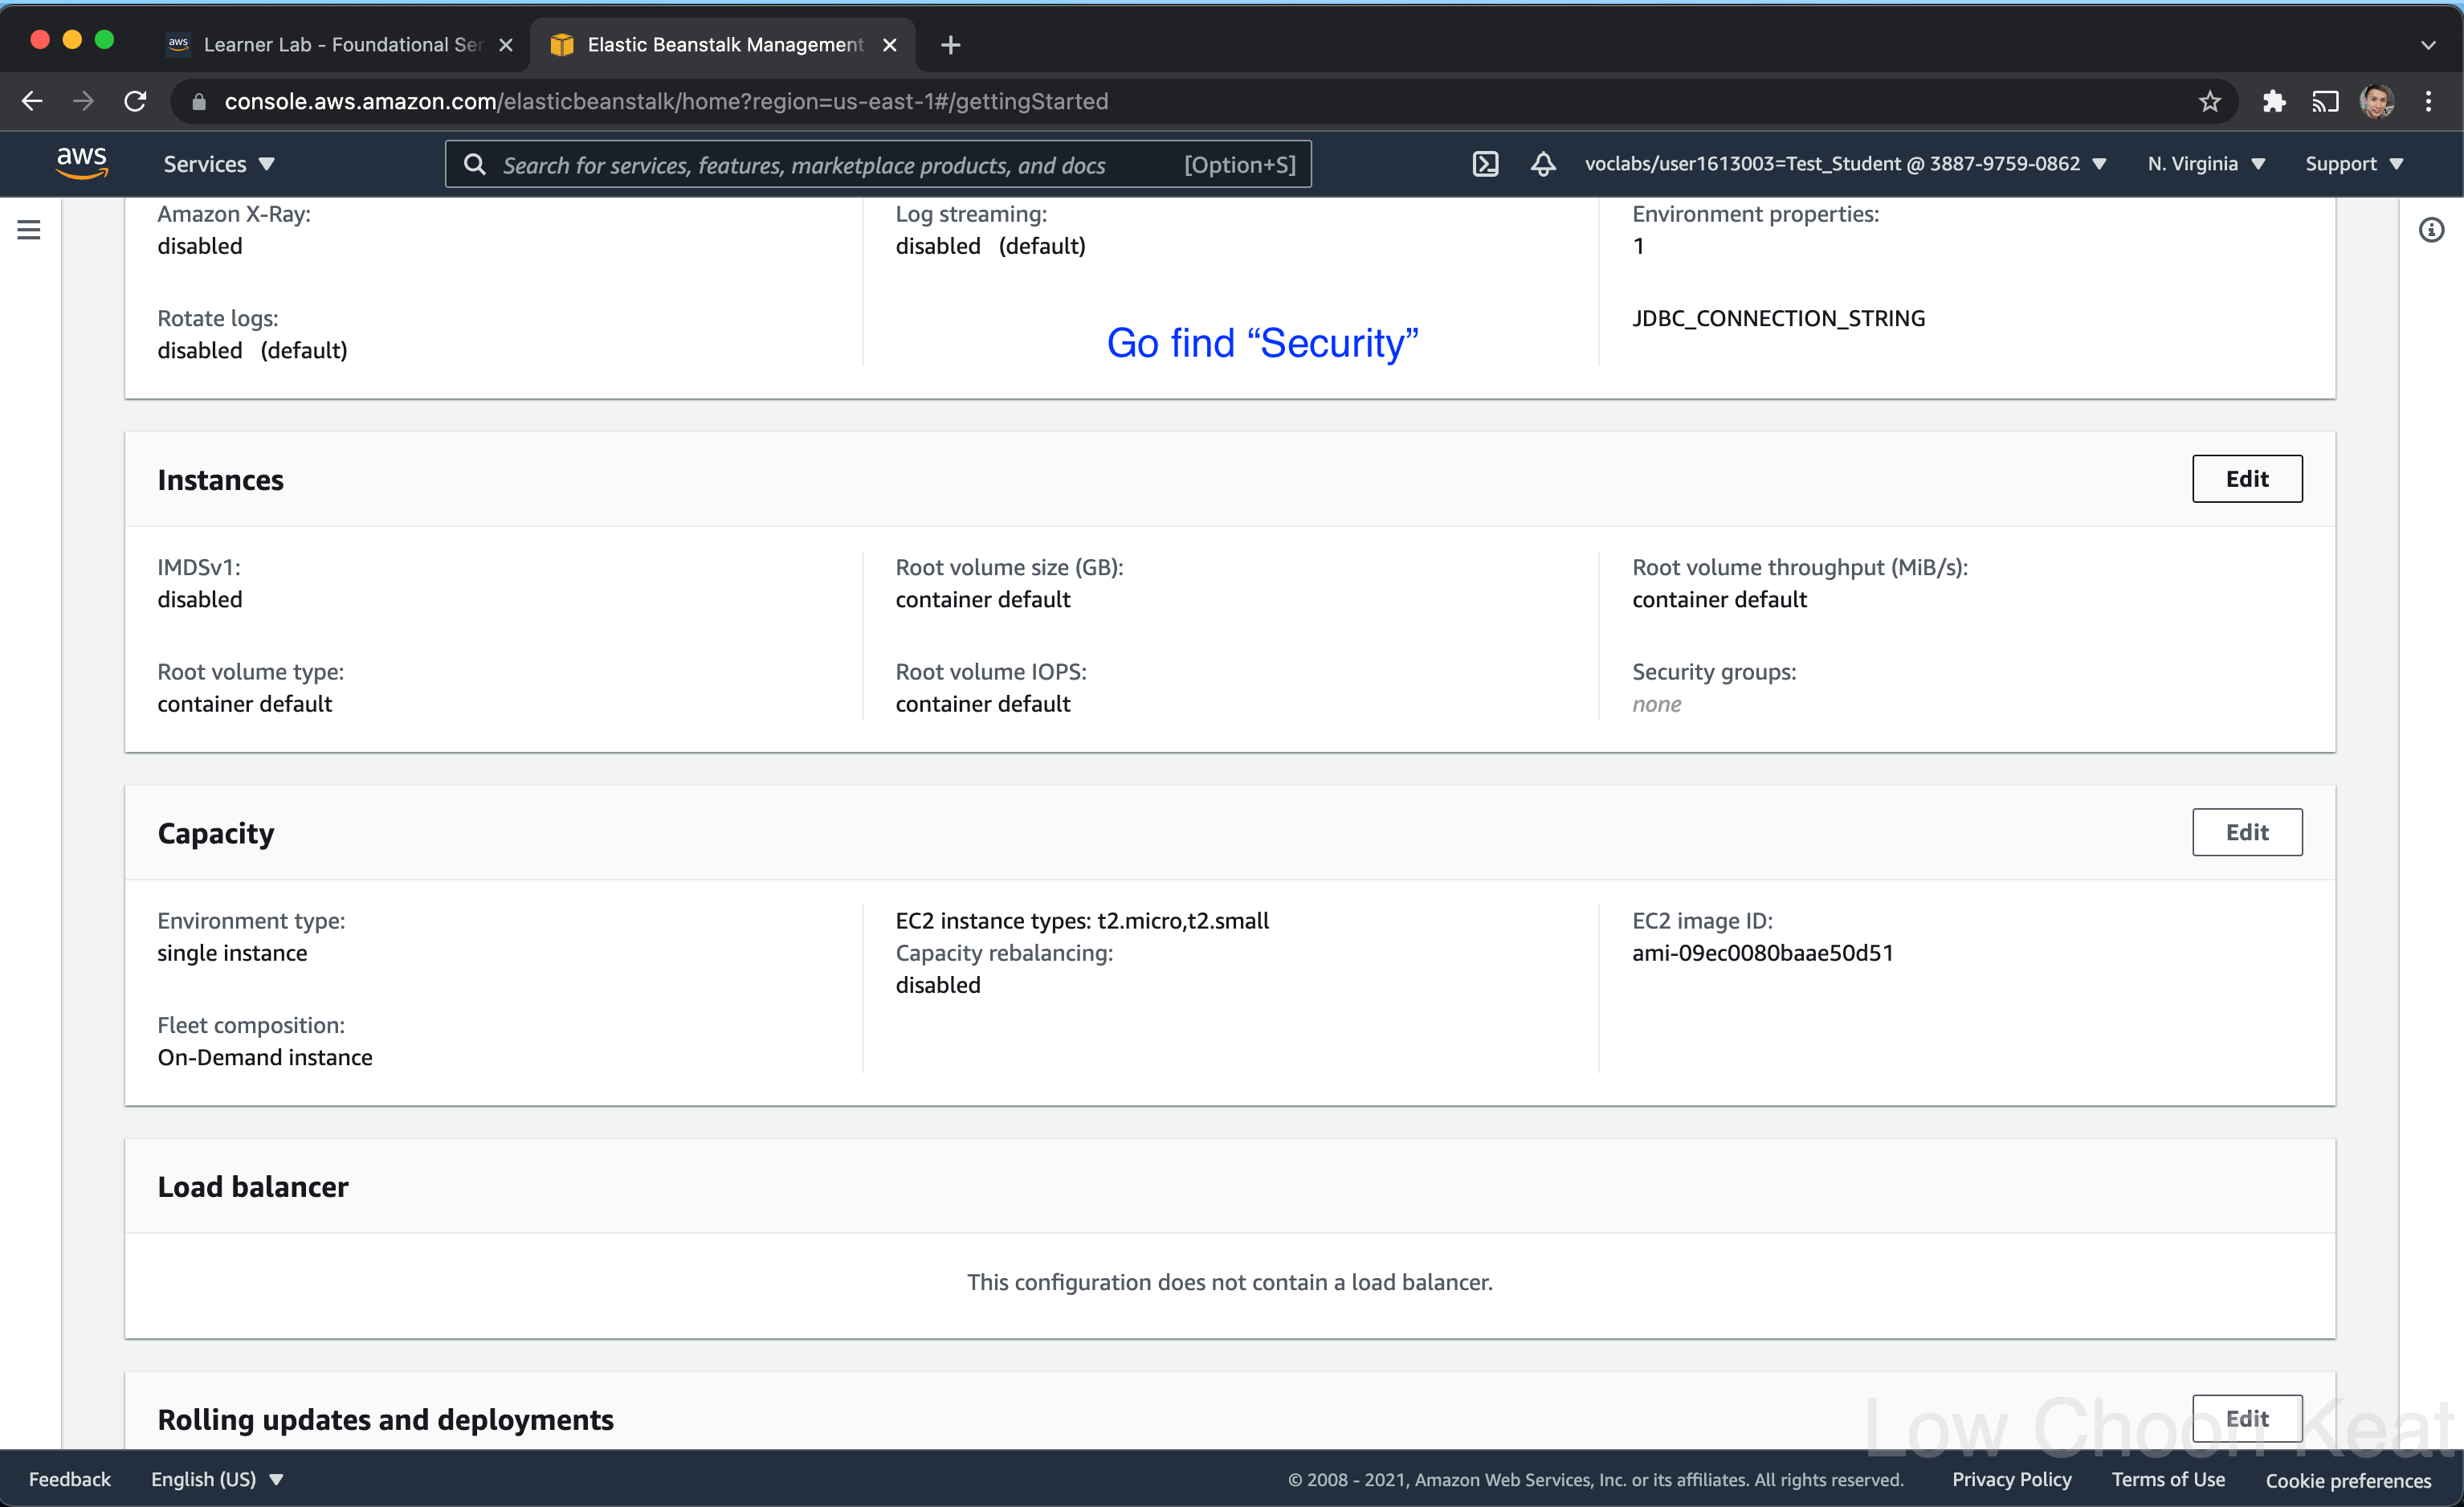 aws Learner Lab - Foundational Ser
Elastic Beanstalk Management
console.aws.amazon.com/elasticbeanstalk/home?region=us-east-1#/gettingStarted
aws Services ▼ Search for services, features, marketplace products, and docs [Option+S] voclabs/user1613003=Test_Student @ 3887-9759-0862 ▼ N. Virginia ▼ Support ▼
Amazon X-Ray:
disabled
Rotate logs:
disabled (default)
Log streaming:
disabled (default)
Go find “Security”
Environment properties:
1
JDBC_CONNECTION_STRING
Instances
Edit
IMDSv1:
disabled
Root volume type:
container default
Root volume size (GB):
container default
Root volume IOPS:
container default
Root volume throughput (MiB/s):
container default
Security groups:
none
Capacity
Edit
Environment type:
single instance
Fleet composition:
On-Demand instance
EC2 instance types: t2.micro,t2.small
Capacity rebalancing:
disabled
EC2 image ID:
ami-09ec0080baae50d51
Load balancer
This configuration does not contain a load balancer.
Rolling updates and deployments
Edit
Low Choon Keat
Feedback English (US) ▼ © 2008 - 2021, Amazon Web Services, Inc. or its affiliates. All rights reserved. Privacy Policy Terms of Use Cookie preferences